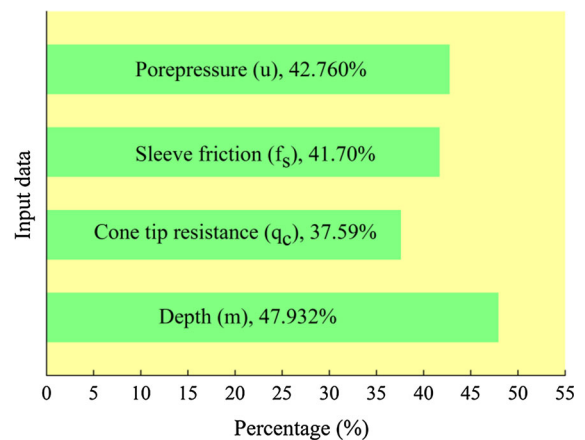 Porepressure (u), 42.760%
Sleeve friction (fs), 41.70%
Cone tip resistance (qc), 37.59%
Depth (m), 47.932%
Input data
0 5 10 15 20 25 30 35 40 45 50 55
Percentage (%)